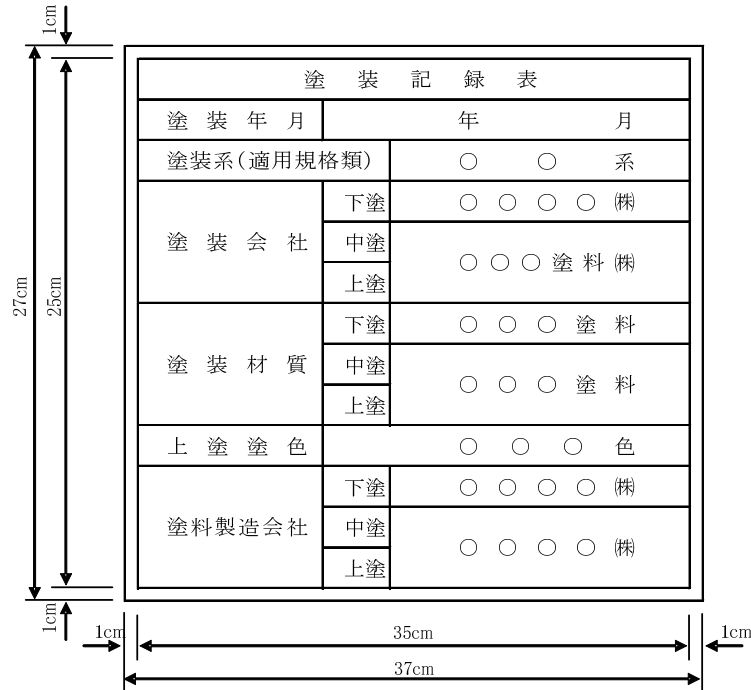 1cm
塗装記録表
塗装年月 年 月
塗装系(適用規格類) ○ ○ 系
下塗 ○○○○㈱
塗装会社 中塗 ○○○塗料㈱
上塗
下塗 ○○○塗料
塗装材質 中塗 ○○○塗料
上塗
上塗塗色 ○○○色
下塗 ○○○○㈱
塗料製造会社 中塗 ○○○○㈱
上塗
27cm
25cm
1cm
1cm
35cm
1cm
37cm